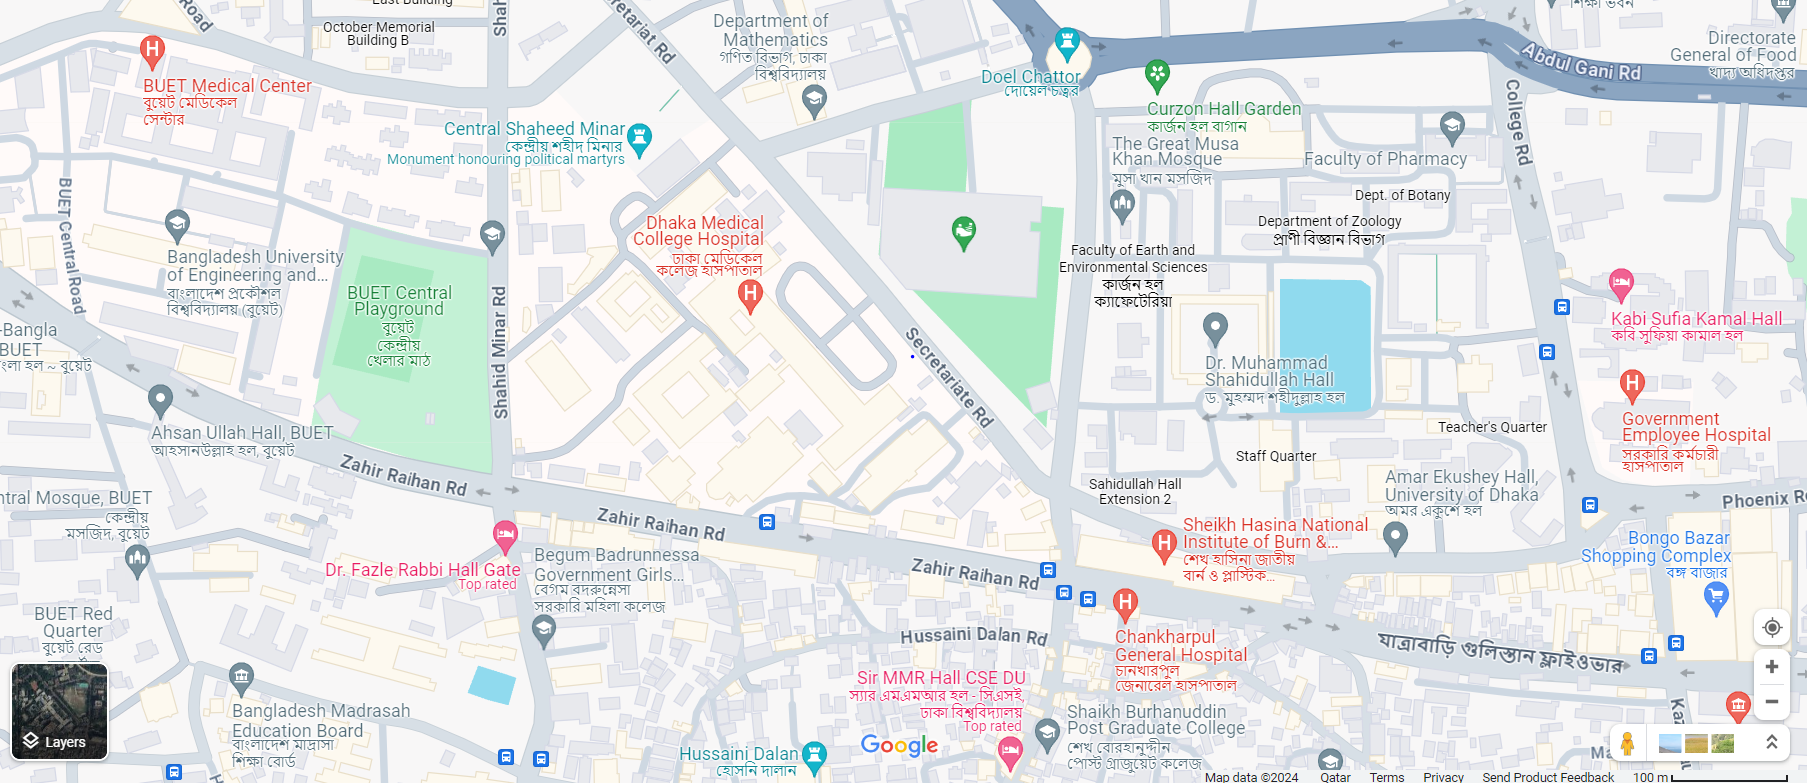 Road
East Building
October Memorial
Building B
BUET Medical Center
বুয়েট মেডিকেল
সেন্টার
Central Shaheed Minar
কেন্দ্রীয় শহীদ মিনার
Monument honouring political martyrs
Department of
Mathematics
গণিত বিভাগ, ঢাকা
বিশ্ববিদ্যালয়
Doel Chattor
দোয়েল চত্বর
Curzon Hall Garden
কার্জন হল বাগান
The Great Musa
Khan Mosque
মুসা খান মসজিদ
শিক্ষা ভবন
Directorate
General of Food
খাদ্য অধিদপ্তর
Abdul Gani Rd
College Rd
Faculty of Pharmacy
Dept. of Botany
Department of Zoology
প্রাণী বিজ্ঞান বিভাগ
Faculty of Earth and
Environmental Sciences
কার্জন হল
ক্যাফেটেরিয়া
BUET Central Road
Bangladesh University
of Engineering and...
বাংলাদেশ প্রকৌশল
বিশ্ববিদ্যালয় (বুয়েট)
BUET Central
Playground
বুয়েট
কেন্দ্রীয়
খেলার মাঠ
Shahid Minar Rd
Dhaka Medical
College Hospital
ঢাকা মেডিকেল
কলেজ হাসপাতাল
Secretariate Rd
Dr. Muhammad
Shahidullah Hall
ড. মুহম্মদ শহীদুল্লাহ হল
Kabi Sufia Kamal Hall
কবি সুফিয়া কামাল হল
Government
Employee Hospital
সরকারি কর্মচারী
হাসপাতাল
-Bangla
BUET
ংলা হল ~ বুয়েট
Ahsan Ullah Hall, BUET
আহসানউল্লাহ হল, বুয়েট
Zahir Raihan Rd
Teacher's Quarter
Staff Quarter
Sahidullah Hall
Extension 2
Amar Ekushey Hall,
University of Dhaka
অমর একুশে হল
ntral Mosque, BUET
কেন্দ্রীয়
মসজিদ, বুয়েট
Zahir Raihan Rd
Phoenix Ro
Sheikh Hasina National
Institute of Burn &...
শেখ হাসিনা জাতীয়
বার্ন ও প্লাস্টিক...
Bongo Bazar
Shopping Complex
বঙ্গ বাজার
Dr. Fazle Rabbi Hall Gate
Top rated
Begum Badrunnessa
Government Girls...
বেগম বদরুন্নেসা
সরকারি মহিলা কলেজ
Zahir Raihan Rd
BUET Red
Quarter
বুয়েট রেড
Hussaini Dalan Rd
Chankharpul
General Hospital
চানখারপুল
জেনারেল হাসপাতাল
যাত্রাবাড়ি গুলিস্তান ফ্লাইওভার
Sir MMR Hall CSE DU
স্যার এমএমআর হল - সিএসই,
ঢাকা বিশ্ববিদ্যালয়
Top rated
Bangladesh Madrasah
Education Board
বাংলাদেশ মাদ্রাসা
শিক্ষা বোর্ড
Shaikh Burhanuddin
Post Graduate College
শেখ বোরহানুদ্দীন
পোস্ট গ্রাজুয়েট কলেজ
Hussaini Dalan
হোসনি দালান
Layers
Google
Map data ©2024 Qatar Terms Privacy Send Product Feedback 100 m